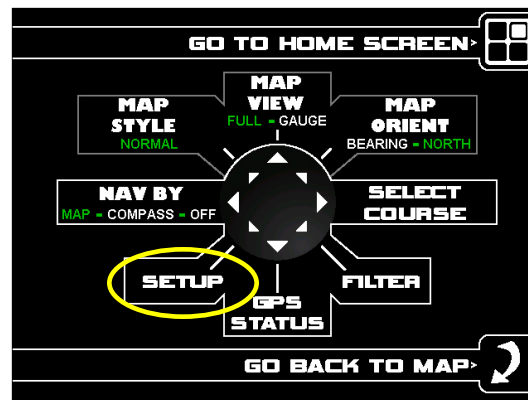 GO TO HOME SCREEN>
MAP
VIEW
FULL - GAUGE
MAP
STYLE
NORMAL
MAP
ORIENT
BEARING - NORTH
NAV BY
MAP - COMPASS - OFF
SELECT
COURSE
SETUP
GPS
STATUS
FILTER
GO BACK TO MAP>